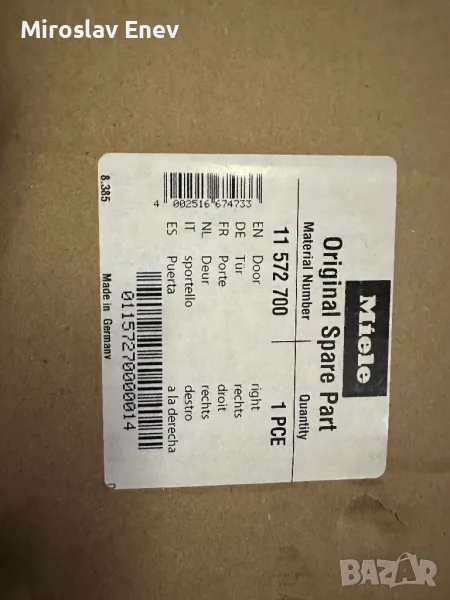 Miroslav Enev
Miele
Original Spare Part
Material Number Quantity
11 572 700 1 PCE
EN Door right
DE Tür rechts
FR Porte droit
NL Deur rechts
IT sportello destro
ES Puerta a la derecha
4 002516 674733
01157270000014
8.385
Made in Germany
BAZAR